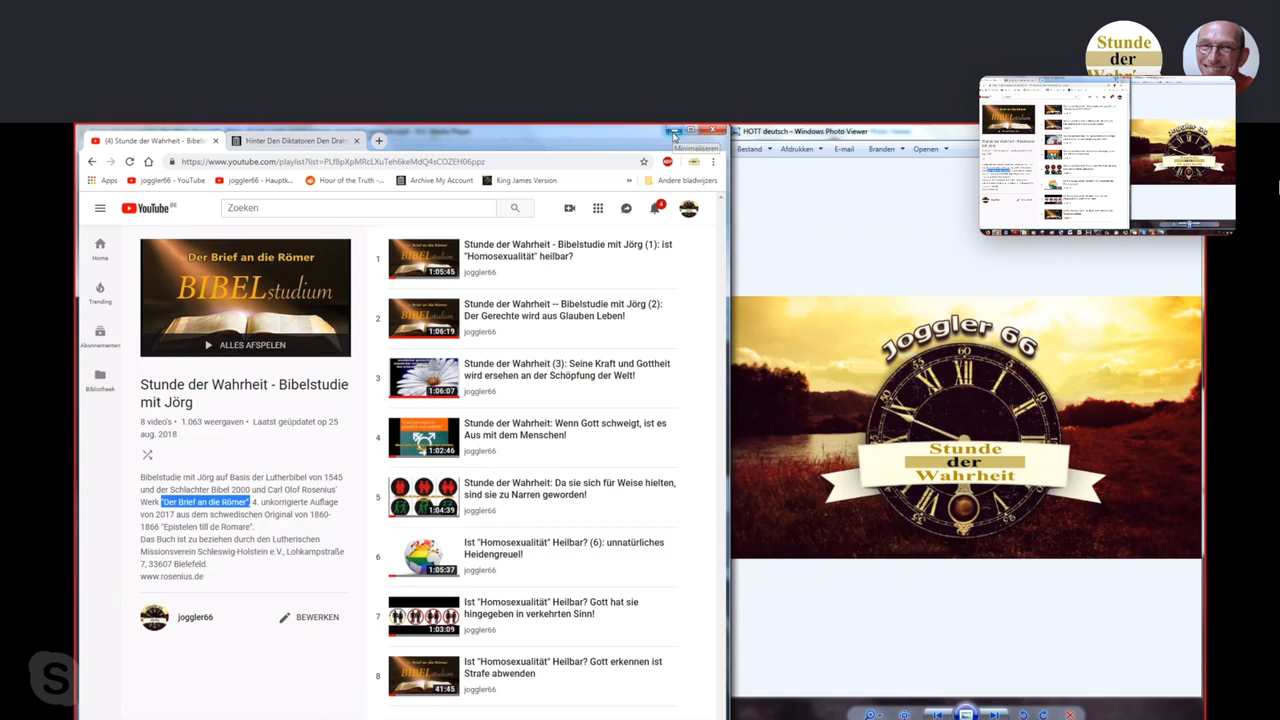 Stunde
der
(4) Stunde der Wahrheit - Bibels
Hinter Den Diktatoren Den Dra
Minimaliseren
HOTT deutsch - Windows Photo Viewer
Bestand
Afdrukken
E-mail
Branden
Openen
https://www.youtube.com/
Apps
joggler66 - YouTube
joggler66 - Haupt
of the
Archive My Account
King James Version
Andere bladwijzers
YouTube BE
Zoeken
4
Home
Trending
Abonnementen
Bibliotheek
Der Brief an die Römer
BIBELstudium
ALLES AFSPELEN
Stunde der Wahrheit - Bibelstudie
mit Jörg
8 video's • 1.063 weergaven • Laatst geüpdatet op 25
aug. 2018
Bibelstudie mit Jörg auf Basis der Lutherbibel von 1545
und der Schlachter Bibel 2000 und Carl Olof Rosenius'
Werk "Der Brief an die Römer", 4. unkorrigierte Auflage
von 2017 aus dem schwedischen Original von 1860-
1866 "Epistelen till de Romare".
Das Buch ist zu beziehen durch den Lutherischen
Missionsverein Schleswig-Holstein e.V., Lohkampstraße
7, 33607 Bielefeld.
www.rosenius.de
joggler66
BEWERKEN
1
1:05:45
Stunde der Wahrheit - Bibelstudie mit Jörg (1): ist
"Homosexualität" heilbar?
joggler66
2
1:06:19
Stunde der Wahrheit -- Bibelstudie mit Jörg (2):
Der Gerechte wird aus Glauben Leben!
joggler66
3
1:06:07
Stunde der Wahrheit (3): Seine Kraft und Gottheit
wird ersehen an der Schöpfung der Welt!
joggler66
4
1:02:46
Stunde der Wahrheit: Wenn Gott schweigt, ist es
Aus mit dem Menschen!
joggler66
5
1:04:39
Stunde der Wahrheit: Da sie sich für Weise hielten,
sind sie zu Narren geworden!
joggler66
6
1:05:37
Ist "Homosexualität" Heilbar? (6): unnatürliches
Heidengreuel!
joggler66
7
1:03:09
Ist "Homosexualität" Heilbar? Gott hat sie
hingegeben in verkehrten Sinn!
joggler66
8
41:45
Ist "Homosexualität" Heilbar? Gott erkennen ist
Strafe abwenden
joggler66
Joggler 66
60
Stunde
der
Wahrheit